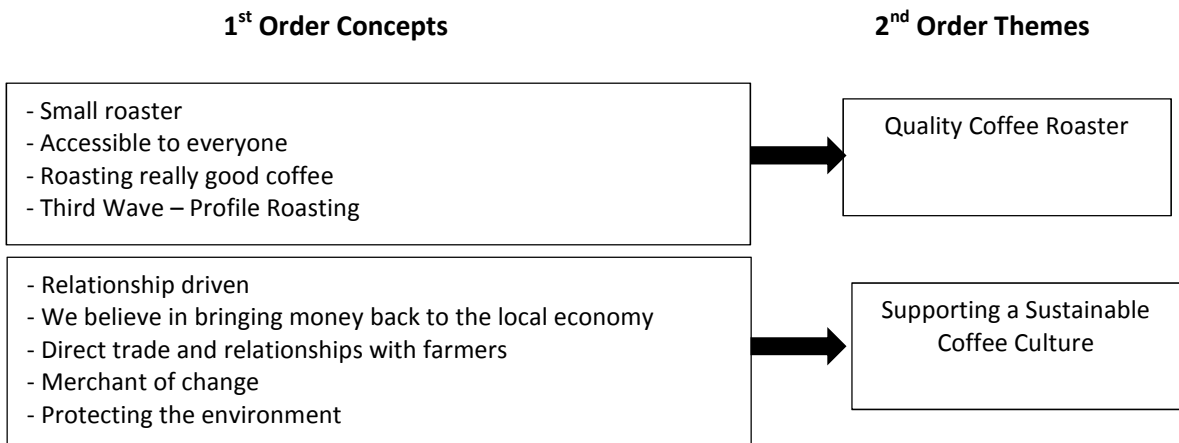 1st Order Concepts
2nd Order Themes
- Small roaster
- Accessible to everyone
- Roasting really good coffee
- Third Wave – Profile Roasting
Quality Coffee Roaster
- Relationship driven
- We believe in bringing money back to the local economy
- Direct trade and relationships with farmers
- Merchant of change
- Protecting the environment
Supporting a Sustainable
Coffee Culture